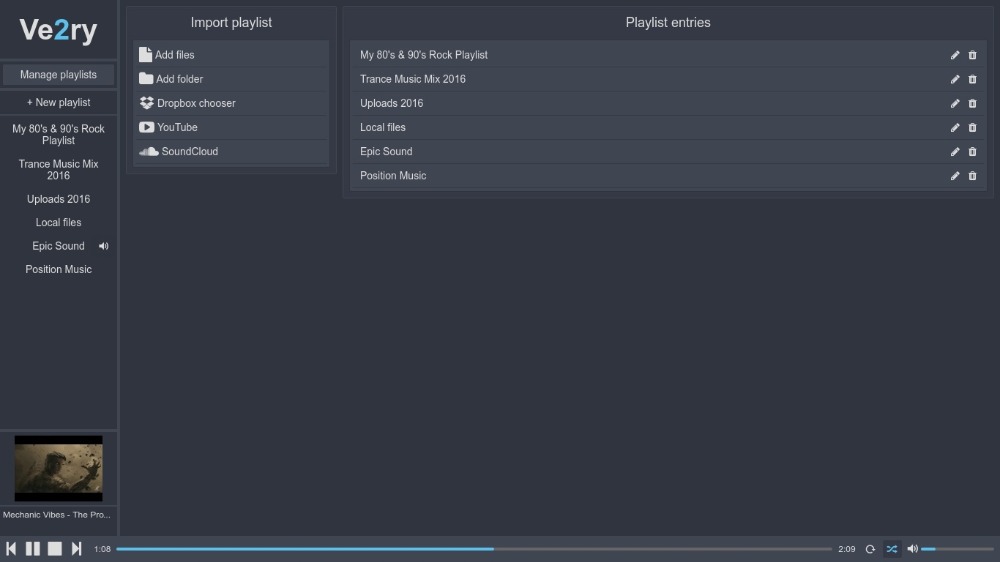 Ve2ry
Manage playlists
+ New playlist
My 80's & 90's Rock
Playlist
Trance Music Mix
2016
Uploads 2016
Local files
Epic Sound
Position Music
Mechanic Vibes - The Pro...
Import playlist
Add files
Add folder
Dropbox chooser
YouTube
SoundCloud
Playlist entries
My 80's & 90's Rock Playlist
Trance Music Mix 2016
Uploads 2016
Local files
Epic Sound
Position Music
1:08
2:09